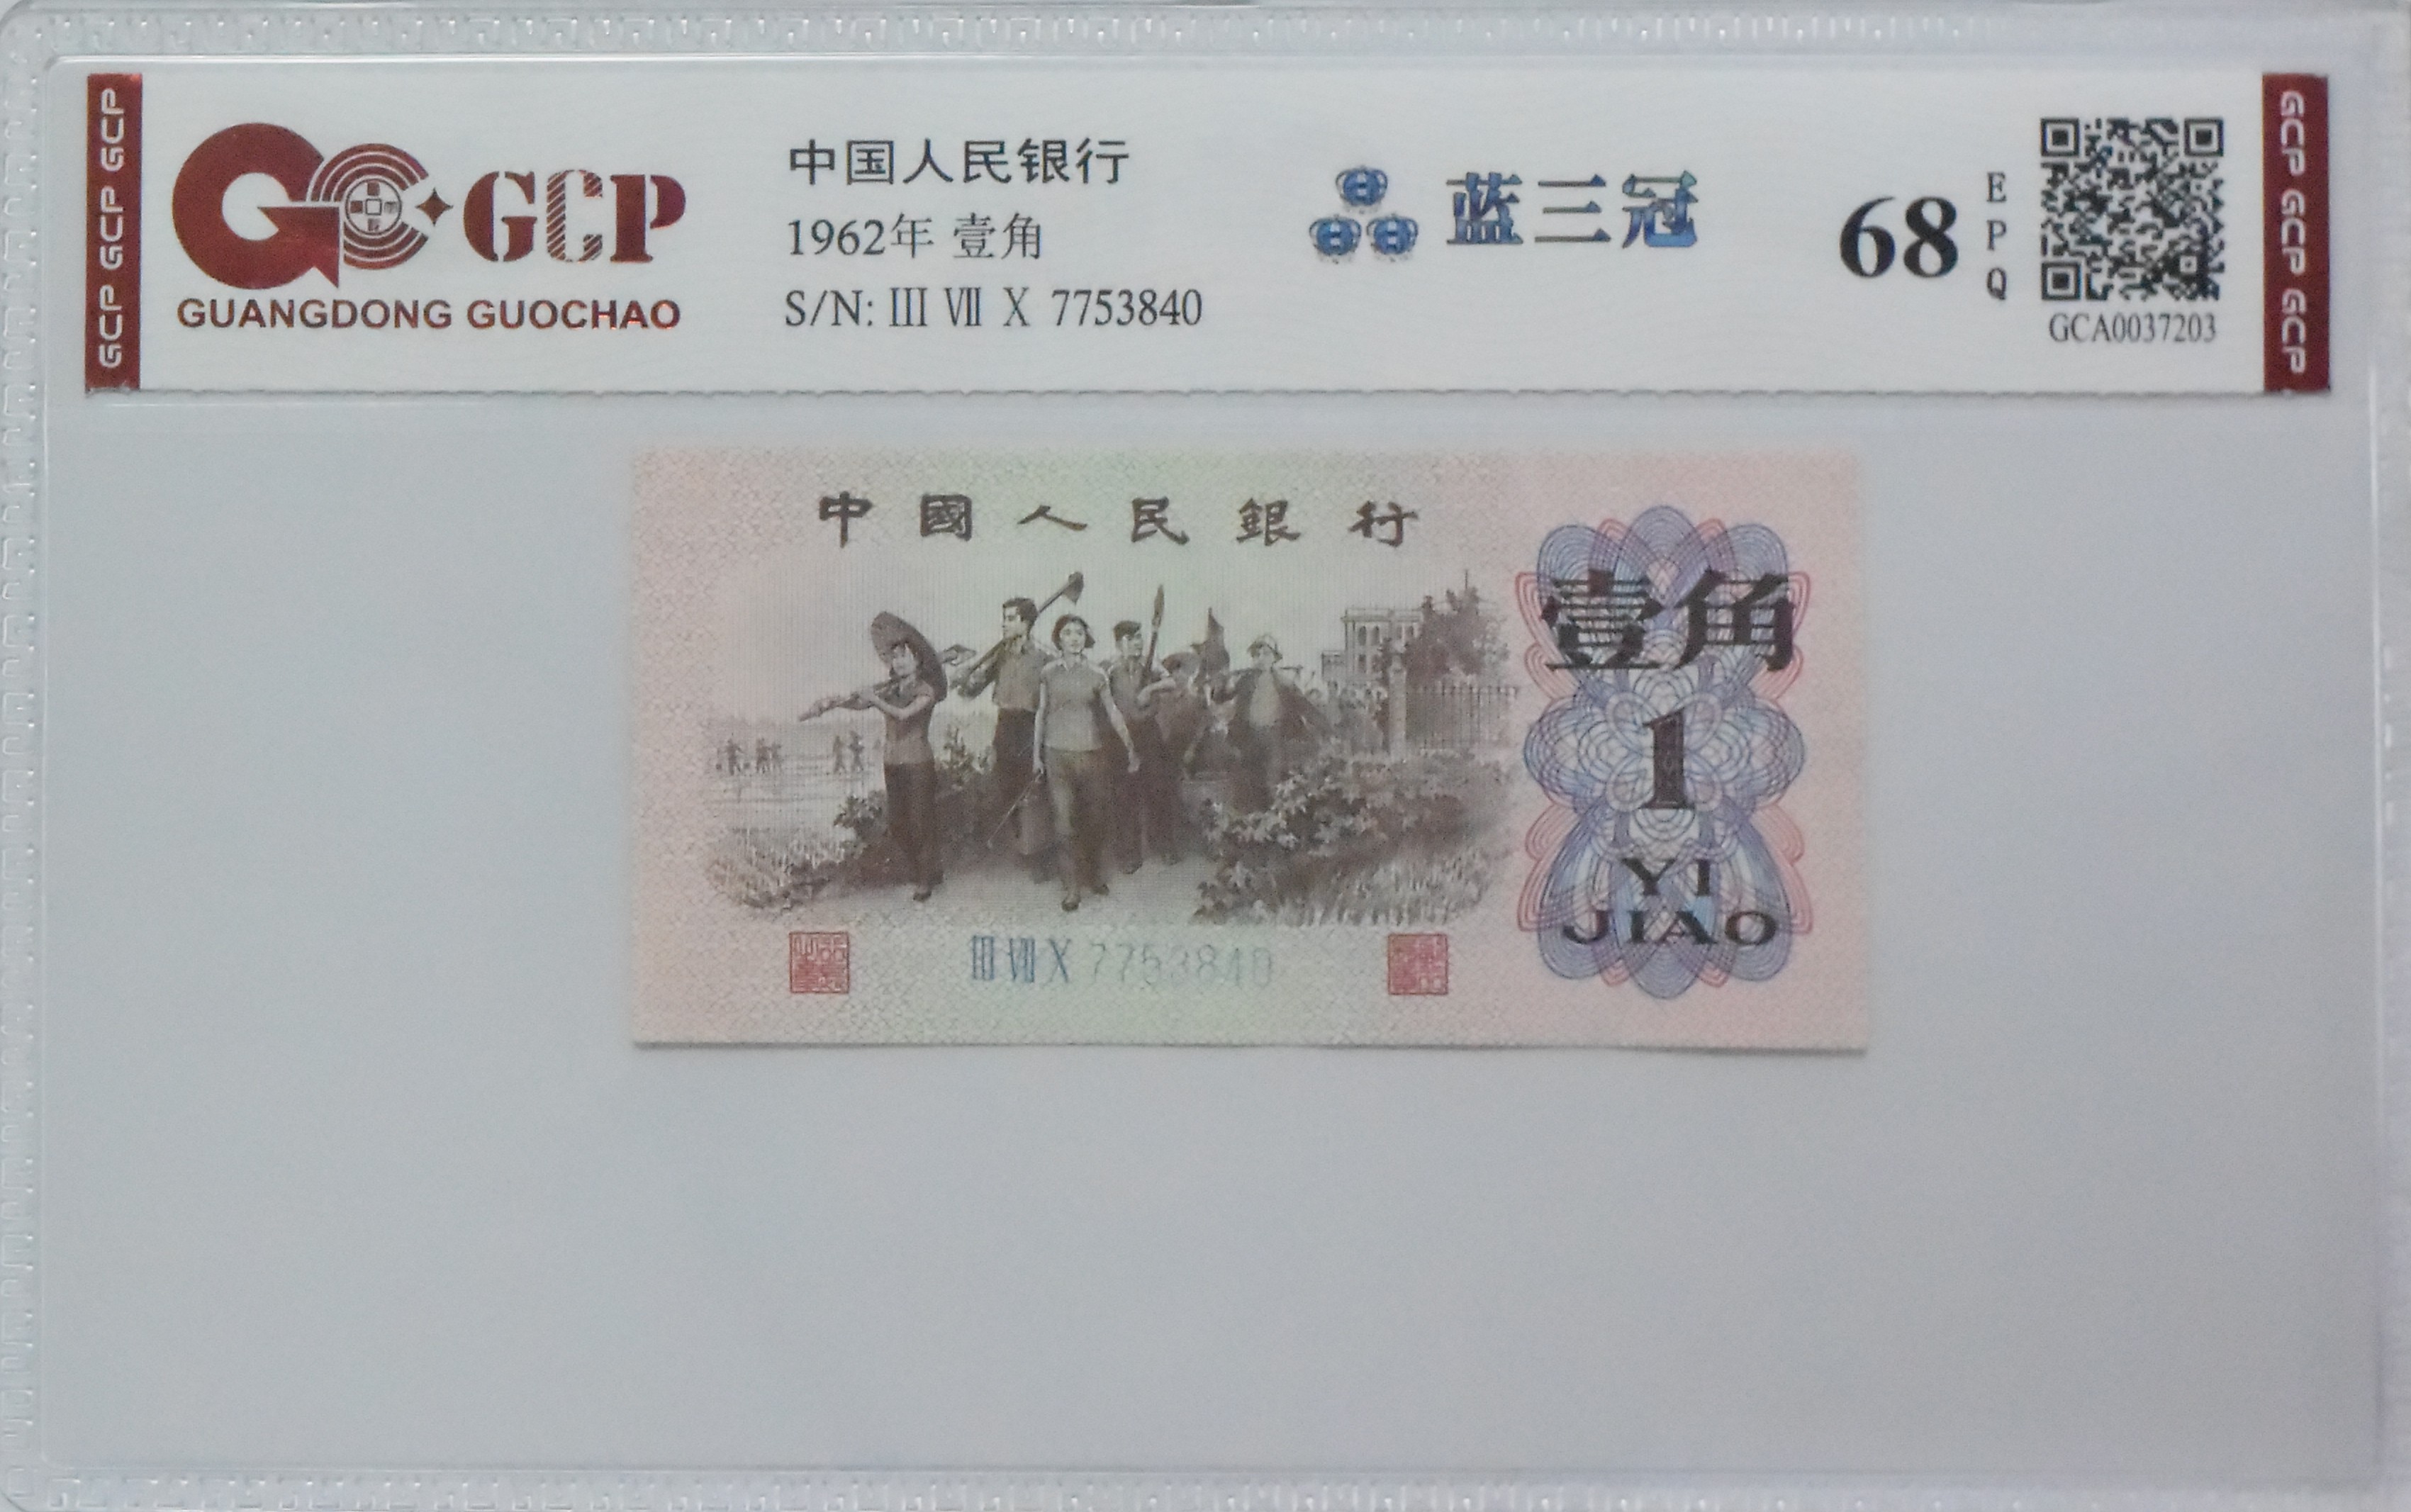 GCP GCP GCP
GCP
GUANGDONG GUOCHAO
中国人民银行
1962年 壹角
S/N: III VII X 7753840
蓝三冠
68
EPQ
GCA0037203
GCP GCP GCP
中國人民銀行
壹角
1
YI
JIAO
III VII X 7753840